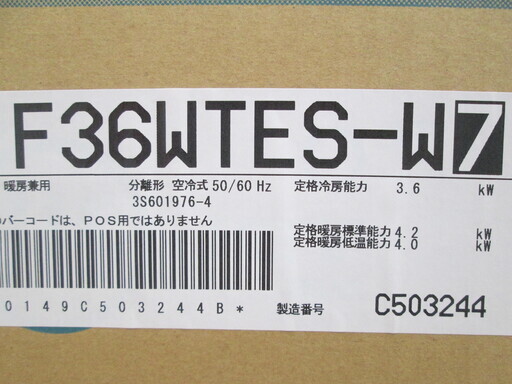 F36WTES-W7
暖房兼用 分離形 空冷式 50/60 Hz 定格冷房能力 3.6 kW
3S601976-4
バーコードは、POS用ではありません
定格暖房標準能力 4.2 kW
定格暖房低温能力 4.0 kW
0149C503244B*
製造番号 C503244